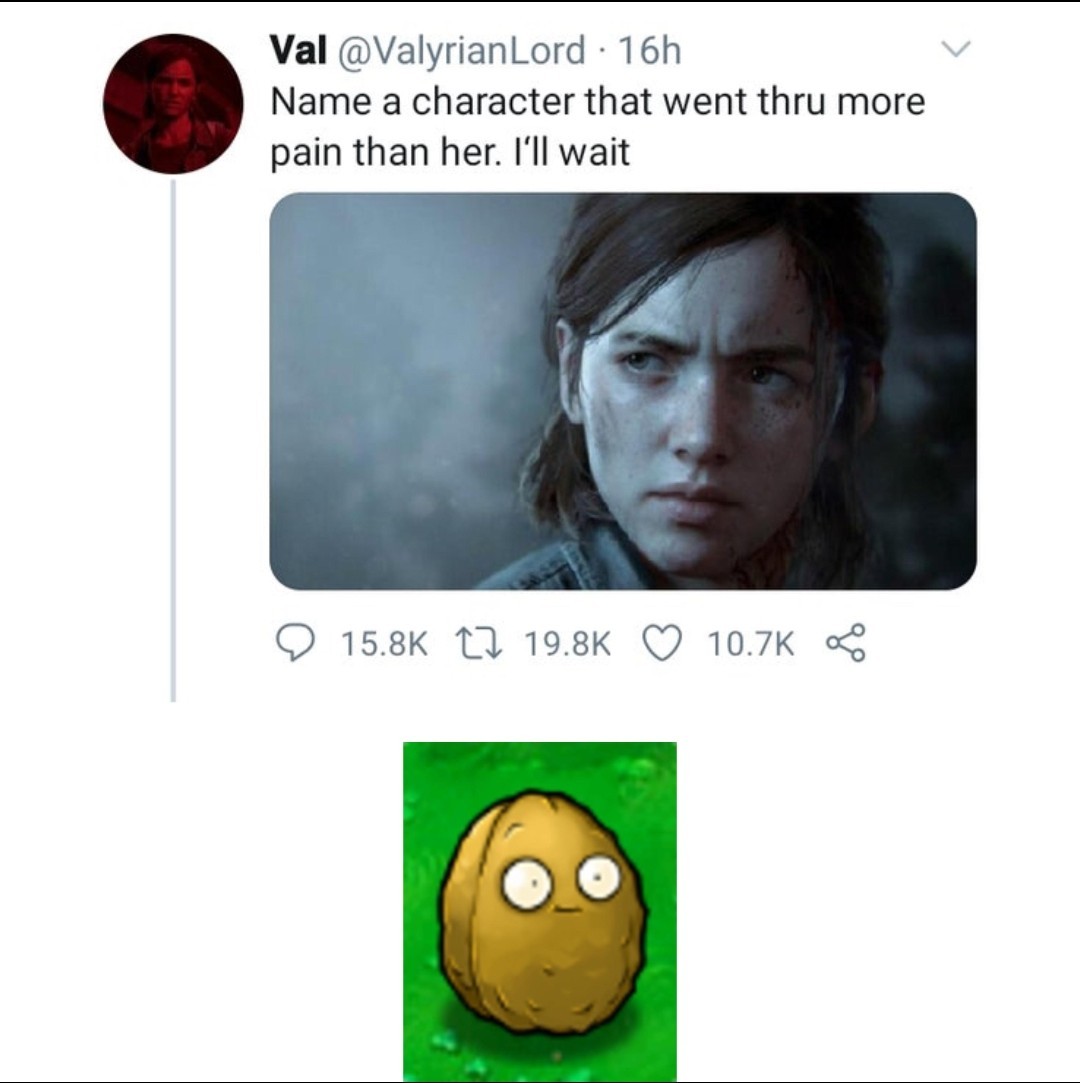 Val @ValyrianLord · 16h
Name a character that went thru more
pain than her. I'll wait
15.8K 19.8K 10.7K